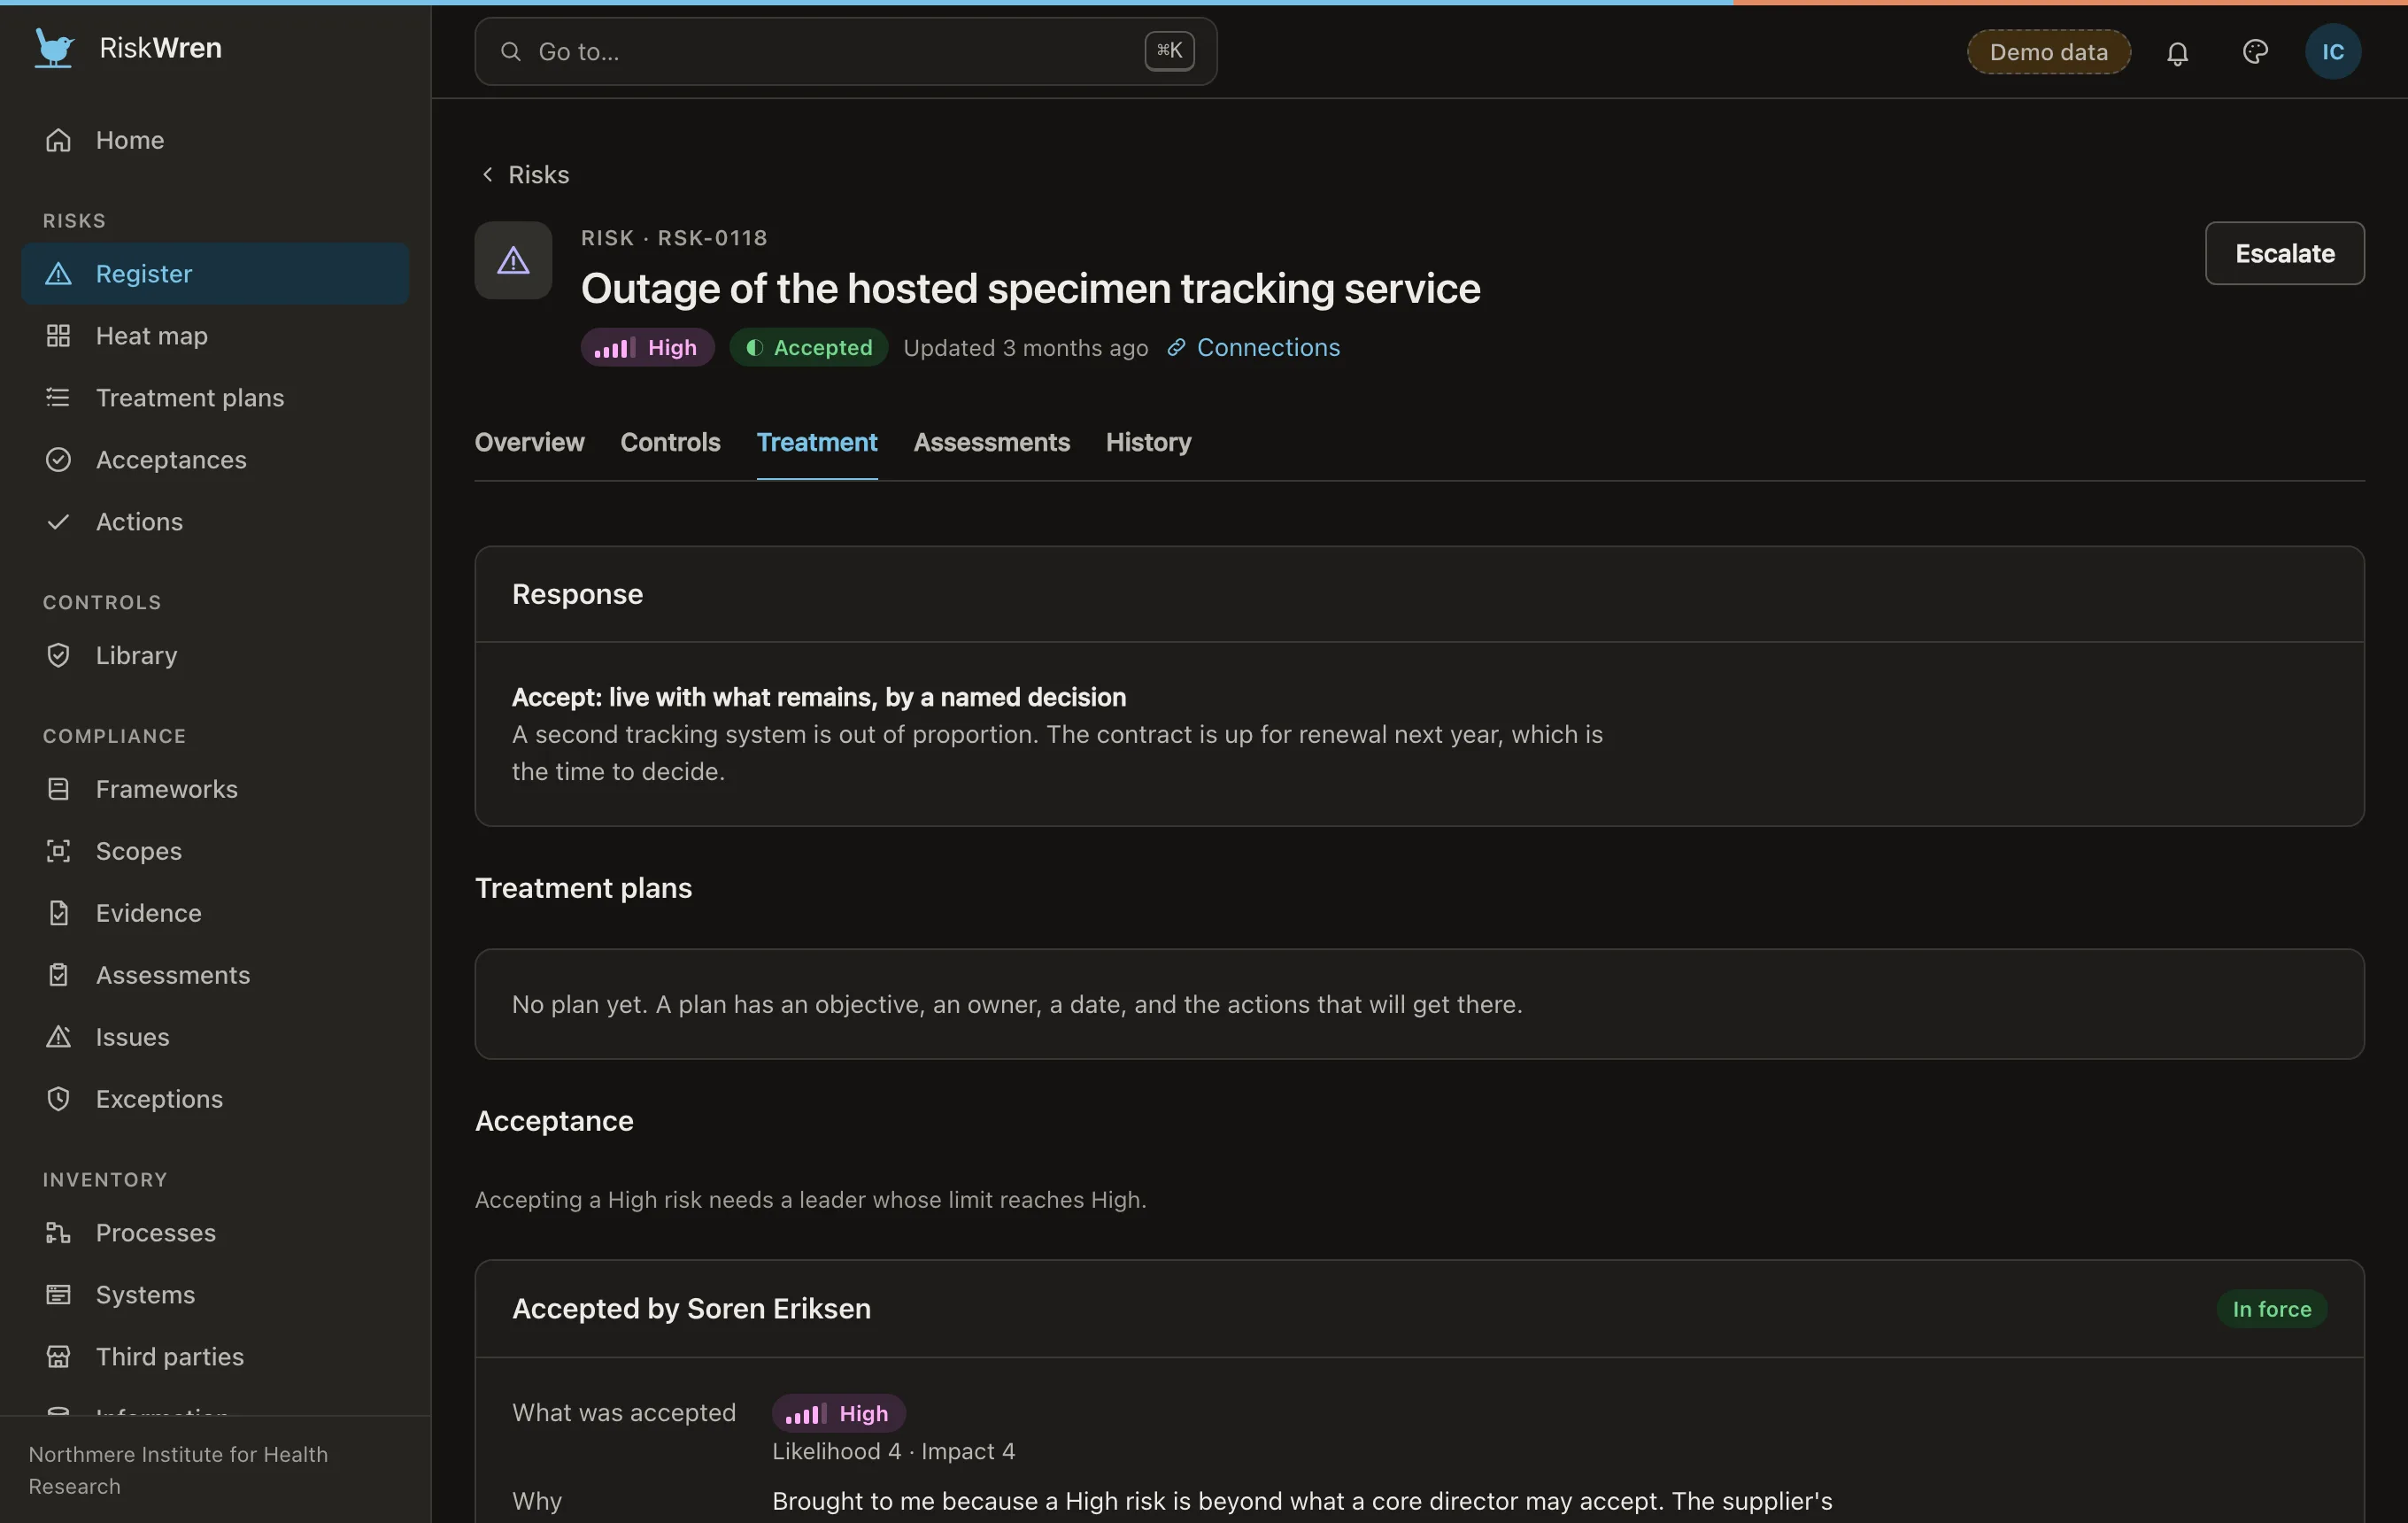 RiskWren
Go to...
⌘K
Demo data
IC
Home
RISKS
Register
Heat map
Treatment plans
Acceptances
Actions
CONTROLS
Library
COMPLIANCE
Frameworks
Scopes
Evidence
Assessments
Issues
Exceptions
INVENTORY
Processes
Systems
Third parties
Information
Northmere Institute for Health
Research
Risks
RISK · RSK-0118
Outage of the hosted specimen tracking service
Escalate
High Accepted Updated 3 months ago Connections
Overview Controls Treatment Assessments History
Response
Accept: live with what remains, by a named decision
A second tracking system is out of proportion. The contract is up for renewal next year, which is
the time to decide.
Treatment plans
No plan yet. A plan has an objective, an owner, a date, and the actions that will get there.
Acceptance
Accepting a High risk needs a leader whose limit reaches High.
Accepted by Soren Eriksen
In force
What was accepted High
Likelihood 4 · Impact 4
Why Brought to me because a High risk is beyond what a core director may accept. The supplier's